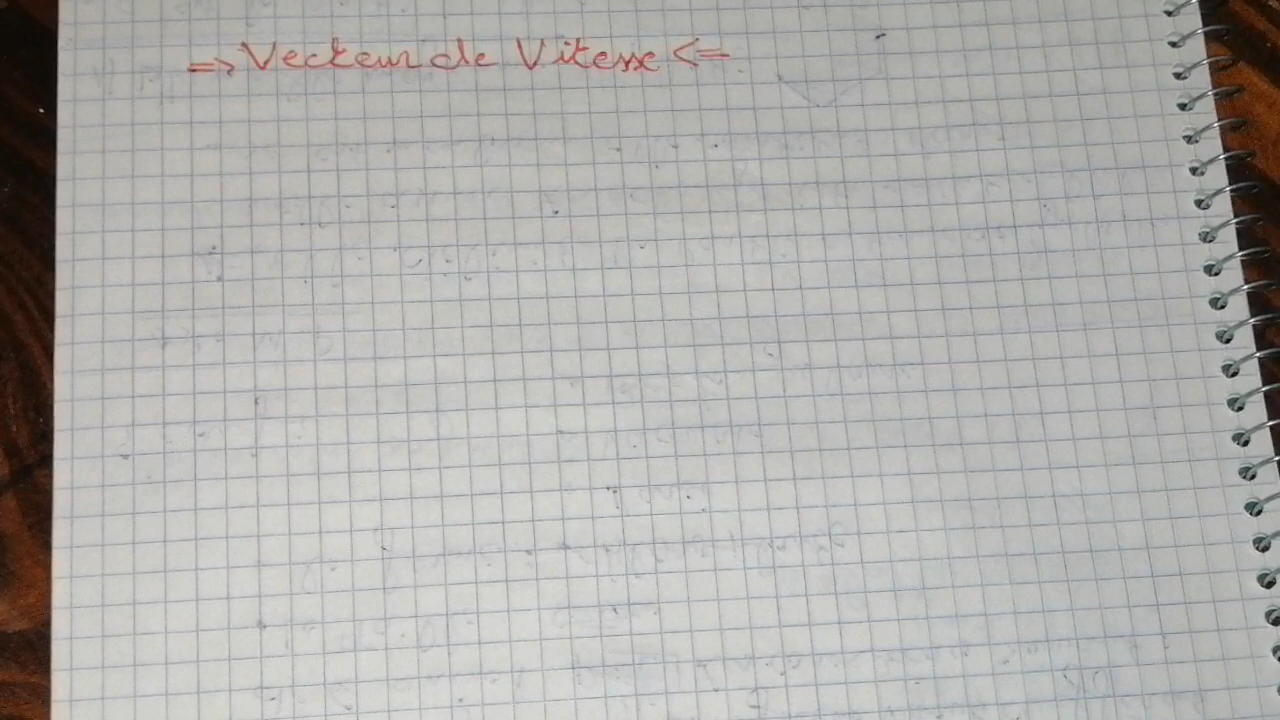 => Vecteur de Vitesse <=